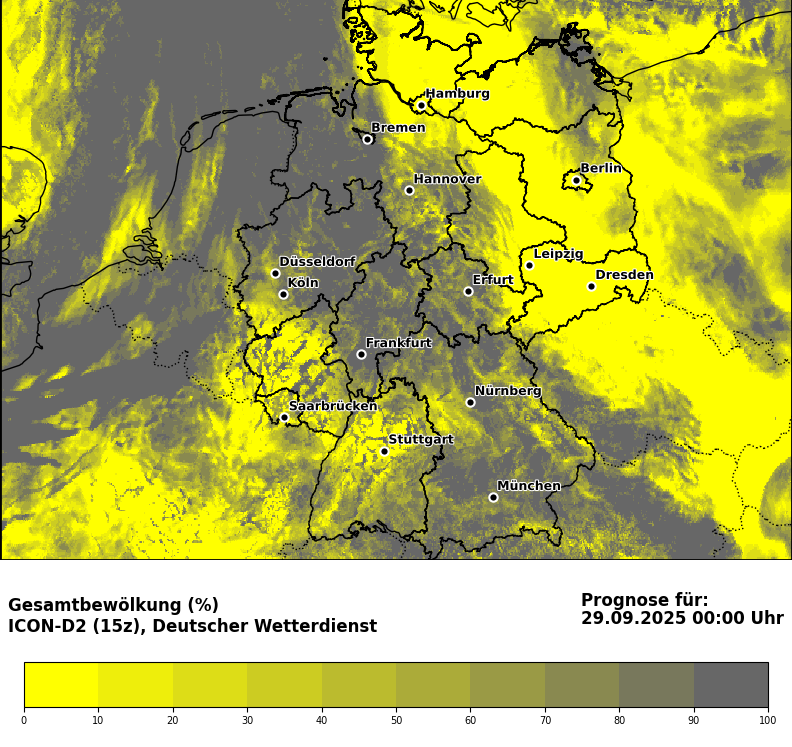 Hamburg
Bremen
Berlin
Hannover
Leipzig
Düsseldorf
Dresden
Köln
Erfurt
Frankfurt
Nürnberg
Saarbrücken
Stuttgart
München
Gesamtbewölkung (%)
ICON-D2 (15z), Deutscher Wetterdienst
Prognose für:
29.09.2025 00:00 Uhr
0 10 20 30 40 50 60 70 80 90 100